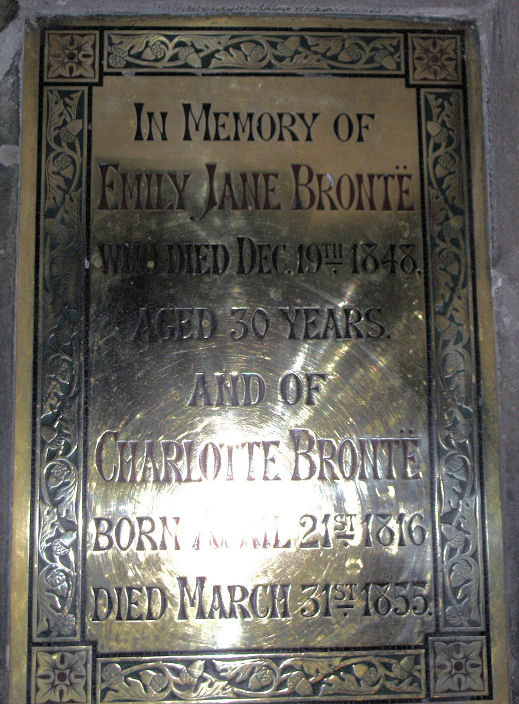 IN MEMORY OF
EMILY JANE BRONTË
WHO DIED DEC. 19TH 1848.
AGED 30 YEARS.
AND OF
CHARLOTTE BRONTË
BORN APRIL 21ST 1816
DIED MARCH 31ST 1855.